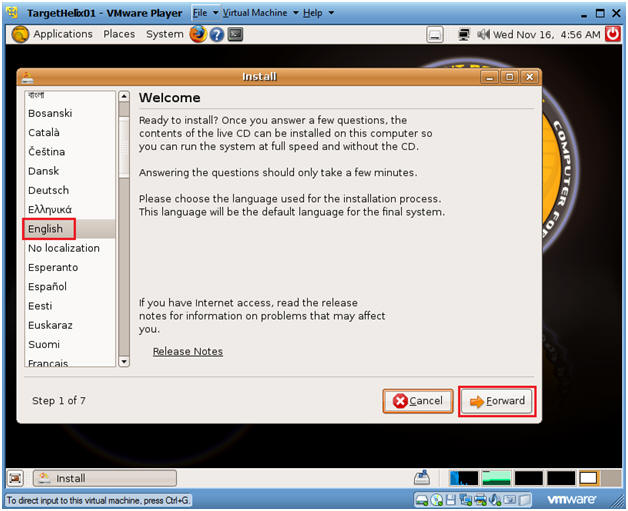 TargetHelix01 - VMware Player File Virtual Machine Help
Applications Places System Wed Nov 16, 4:56 AM
Install
বাংলা
Bosanski
Català
Čeština
Dansk
Deutsch
Ελληνικά
English
No localization
Esperanto
Español
Eesti
Euskaraz
Suomi
Français
Welcome
Ready to install? Once you answer a few questions, the
contents of the live CD can be installed on this computer so
you can run the system at full speed and without the CD.
Answering the questions should only take a few minutes.
Please choose the language used for the installation process.
This language will be the default language for the final system.
If you have Internet access, read the release
notes for information on problems that may affect
you.
Release Notes
Step 1 of 7
Cancel
Forward
COMPUTER FO
Install
To direct input to this virtual machine, press Ctrl+G.
vmware